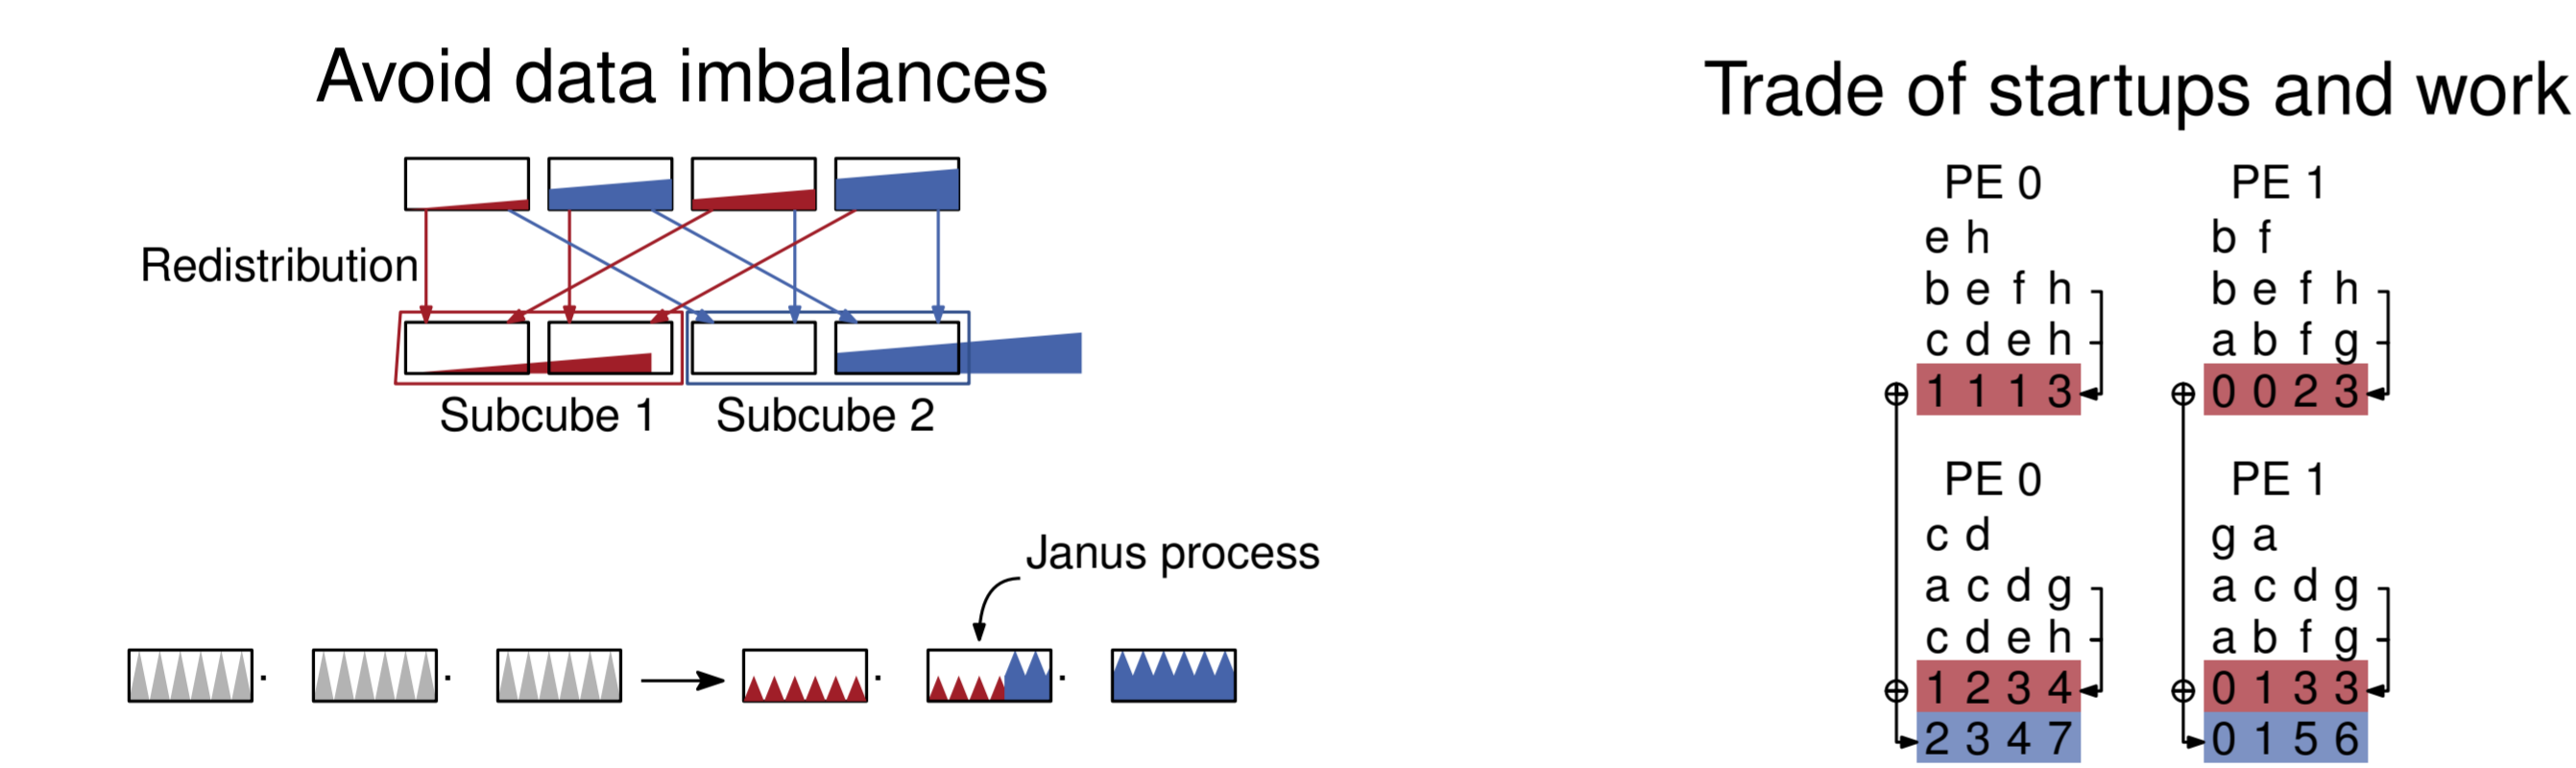 Avoid data imbalances
Redistribution
Subcube 1 Subcube 2
Janus process
Trade of startups and work
PE 0 PE 1
e h b f
b e f h b e f h
c d e h a b f g
1 1 1 3 0 0 2 3
PE 0 PE 1
c d g a
a c d g a c d g
c d e h a b f g
1 2 3 4 0 1 3 3
2 3 4 7 0 1 5 6